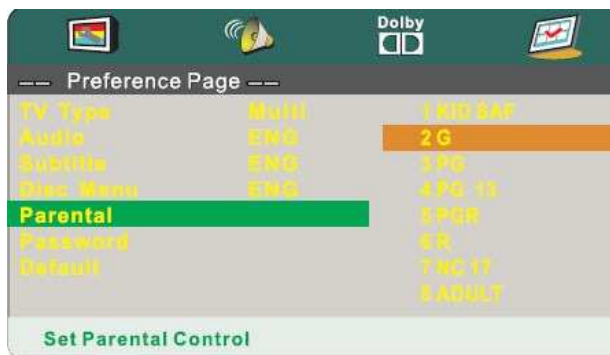 Dolby
–– Preference Page ––
TV Type Multi 1 KID SAF
Audio ENG 2 G
Subtitle ENG 3 PG
Disc Menu ENG 4 PG 13
Parental 5 PGR
Password 6 R
Default 7 NC 17
8 ADULT
Set Parental Control